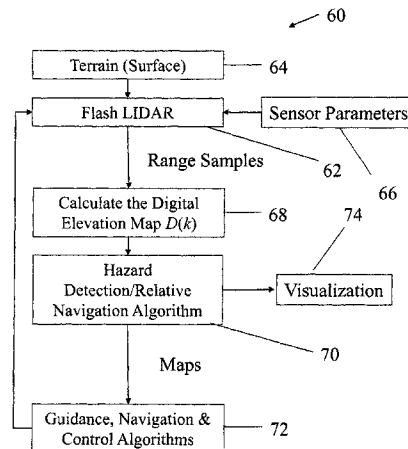 60
Terrain (Surface)
64
Flash LIDAR
Sensor Parameters
Range Samples
62
66
Calculate the Digital
Elevation Map D(k)
68
74
Hazard
Detection/Relative
Navigation Algorithm
Visualization
70
Maps
Guidance, Navigation &
Control Algorithms
72